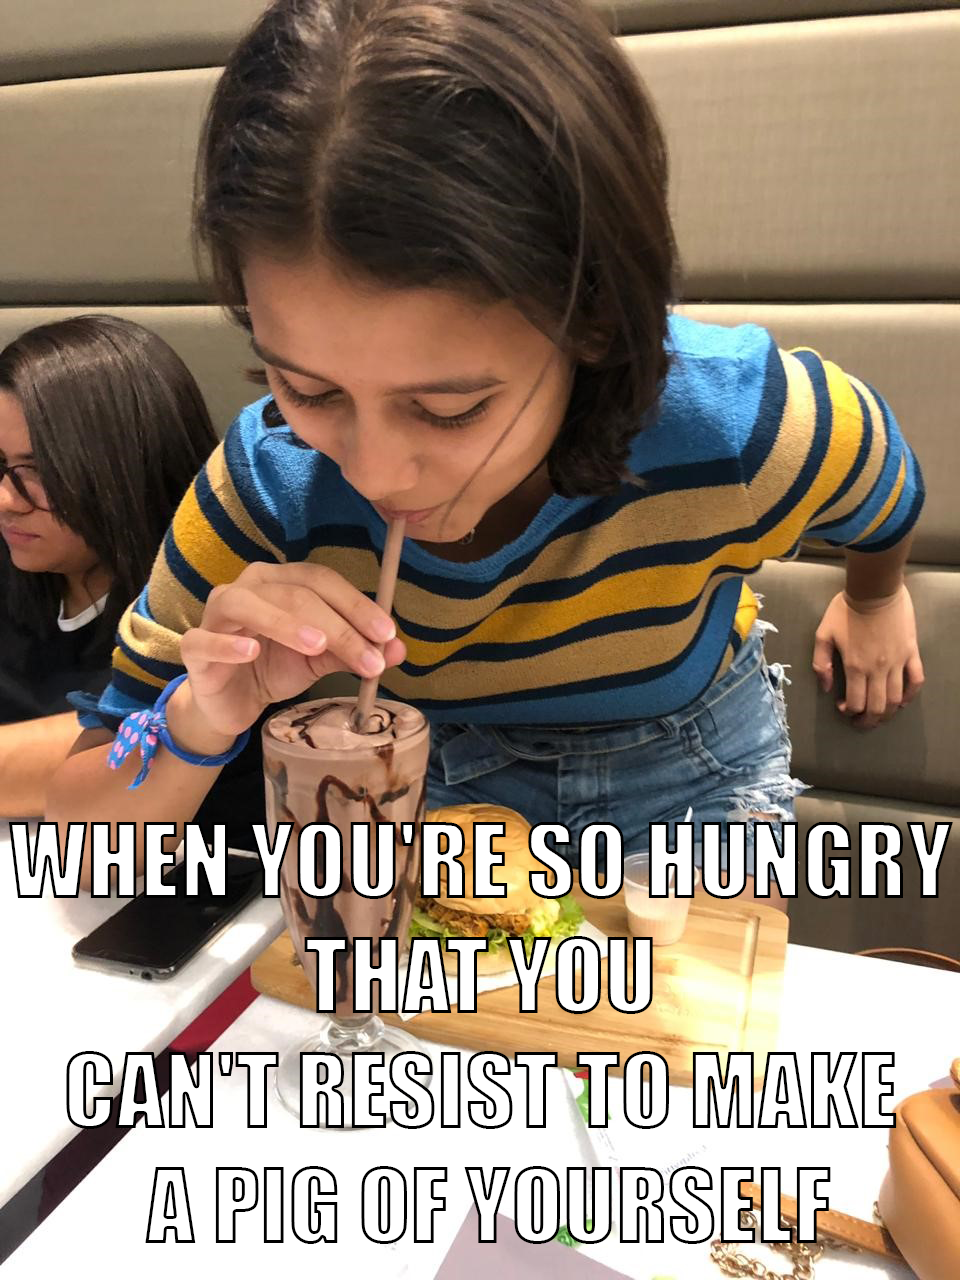 WHEN YOU'RE SO HUNGRY
THAT YOU
CAN'T RESIST TO MAKE
A PIG OF YOURSELF